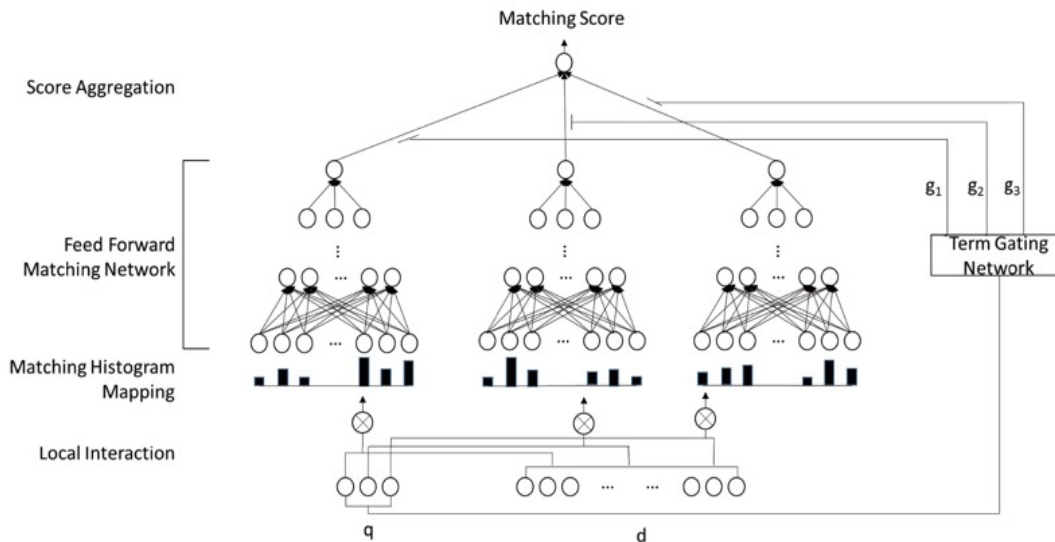 Matching Score
Score Aggregation
g1
g2
g3
Feed Forward
Matching Network
Term Gating
Network
...
...
...
...
...
...
Matching Histogram
Mapping
Local Interaction
... ...
q
d